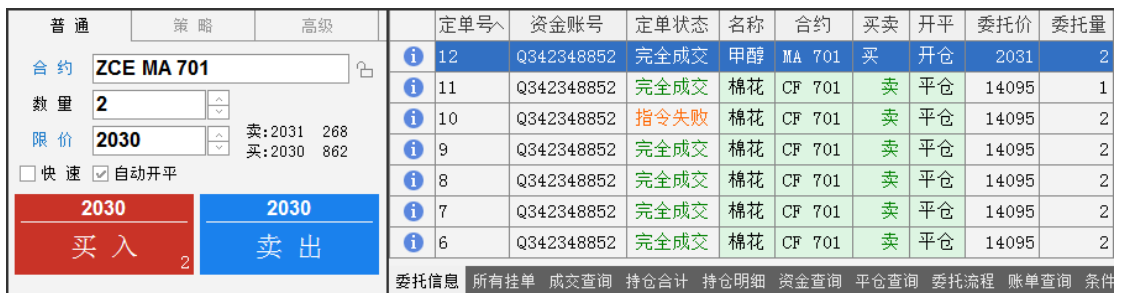 普 通 策 略 高级
合 约 ZCE MA 701
数 量 2
限 价 2030 卖:2031 268
买:2030 862
快 速 自动开平
2030 2030
买 入 2 卖 出
定单号 资金账号 定单状态 名称 合约 买卖 开平 委托价 委托量
12 Q342348852 完全成交 甲醇 MA 701 买 开仓 2031 2
11 Q342348852 完全成交 棉花 CF 701 卖 平仓 14095 1
10 Q342348852 指令失败 棉花 CF 701 卖 平仓 14095 2
9 Q342348852 完全成交 棉花 CF 701 卖 平仓 14095 2
8 Q342348852 完全成交 棉花 CF 701 卖 平仓 14095 2
7 Q342348852 完全成交 棉花 CF 701 卖 平仓 14095 2
6 Q342348852 完全成交 棉花 CF 701 卖 平仓 14095 2
委托信息 所有挂单 成交查询 持仓合计 持仓明细 资金查询 平仓查询 委托流程 账单查询 条件